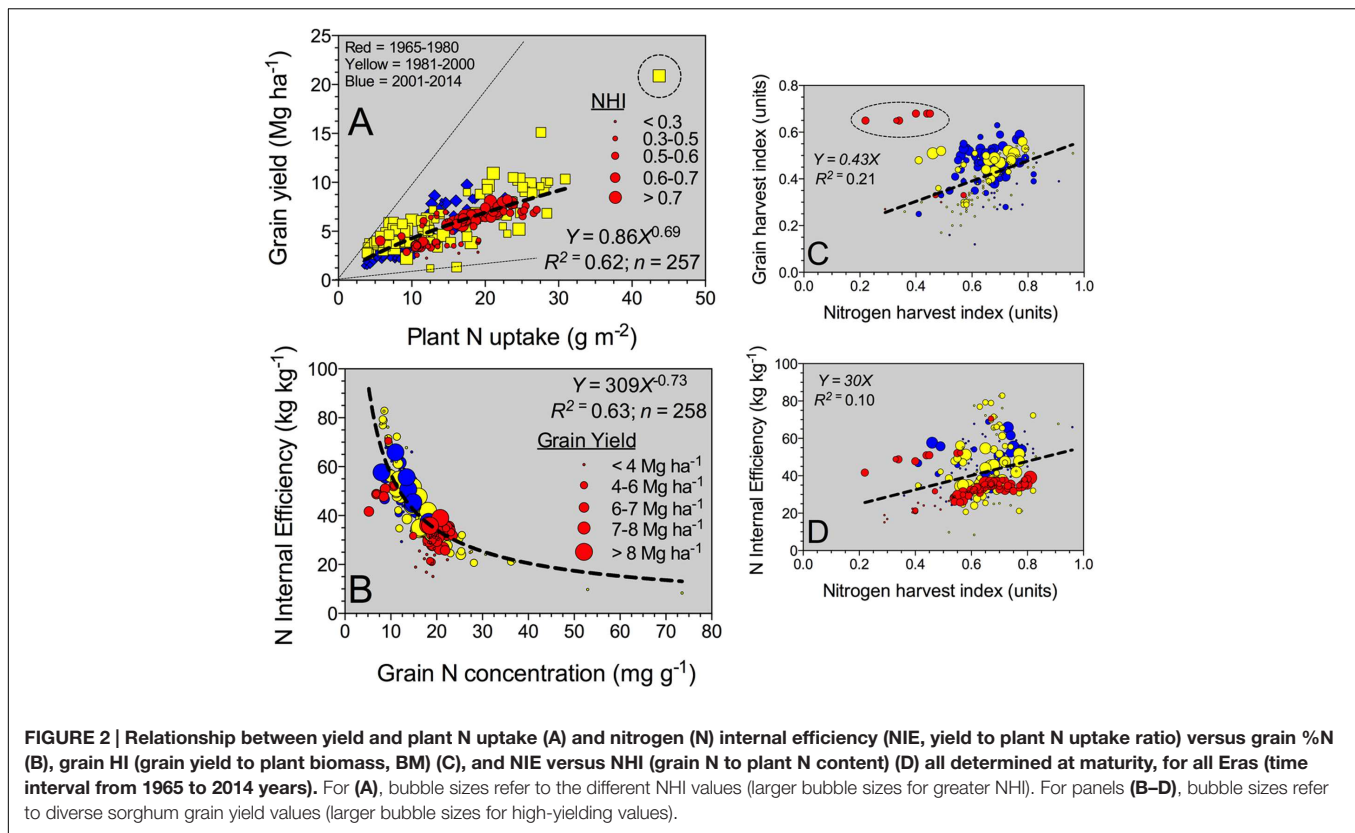 Red = 1965-1980
Yellow = 1981-2000
Blue = 2001-2014
A
NHI
< 0.3
0.3-0.5
0.5-0.6
0.6-0.7
> 0.7
Y = 0.86X^0.69
R² = 0.62; n = 257
Grain yield (Mg ha⁻¹)
25
20
15
10
5
0
0 10 20 30 40 50
Plant N uptake (g m⁻²)
Y = 309X^-0.73
R² = 0.63; n = 258
Grain Yield
< 4 Mg ha⁻¹
4-6 Mg ha⁻¹
6-7 Mg ha⁻¹
7-8 Mg ha⁻¹
> 8 Mg ha⁻¹
B
N Internal Efficiency (kg kg⁻¹)
100
90
80
70
60
50
40
30
20
10
0
0 10 20 30 40 50 60 70 80
Grain N concentration (mg g⁻¹)
Y = 0.43X
R² = 0.21
C
Grain harvest index (units)
0.8
0.6
0.4
0.2
0.0
0.0 0.2 0.4 0.6 0.8 1.0
Nitrogen harvest index (units)
Y = 30X
R² = 0.10
D
N Internal Efficiency (kg kg⁻¹)
100
80
60
40
20
0
0.0 0.2 0.4 0.6 0.8 1.0
Nitrogen harvest index (units)
FIGURE 2 | Relationship between yield and plant N uptake (A) and nitrogen (N) internal efficiency (NIE, yield to plant N uptake ratio) versus grain %N
(B), grain HI (grain yield to plant biomass, BM) (C), and NIE versus NHI (grain N to plant N content) (D) all determined at maturity, for all Eras (time
interval from 1965 to 2014 years). For (A), bubble sizes refer to the different NHI values (larger bubble sizes for greater NHI). For panels (B–D), bubble sizes refer
to diverse sorghum grain yield values (larger bubble sizes for high-yielding values).